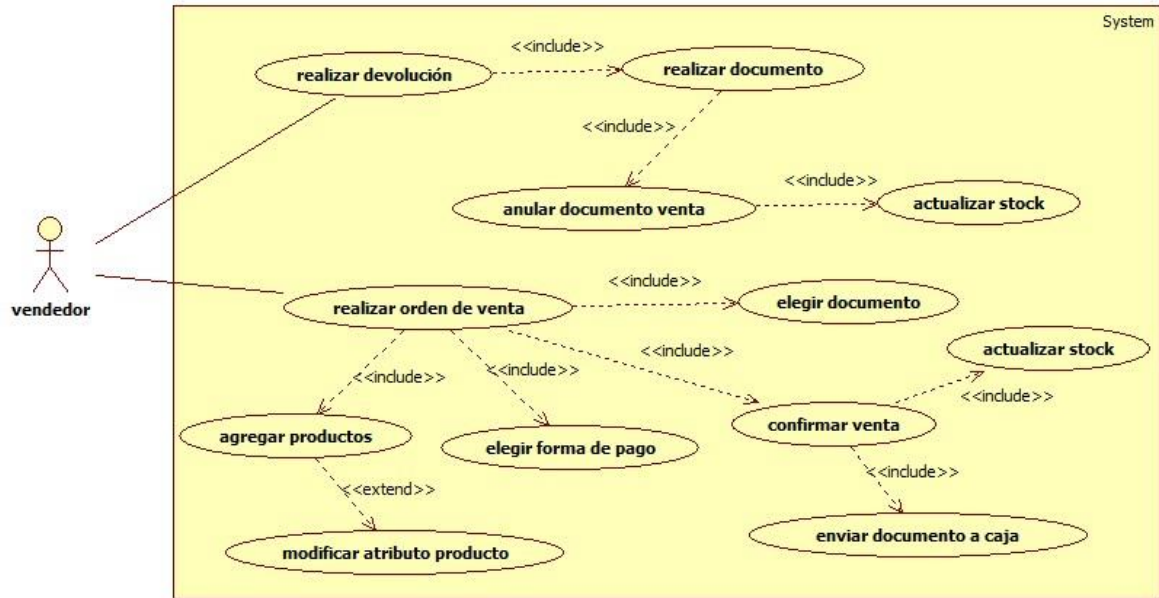 System
<<include>>
realizar devolución
realizar documento
<<include>>
<<include>>
anular documento venta
actualizar stock
vendedor
<<include>>
realizar orden de venta
elegir documento
<<include>>
actualizar stock
<<include>>
<<include>>
<<include>>
agregar productos
elegir forma de pago
confirmar venta
<<include>>
<<extend>>
modificar atributo producto
enviar documento a caja